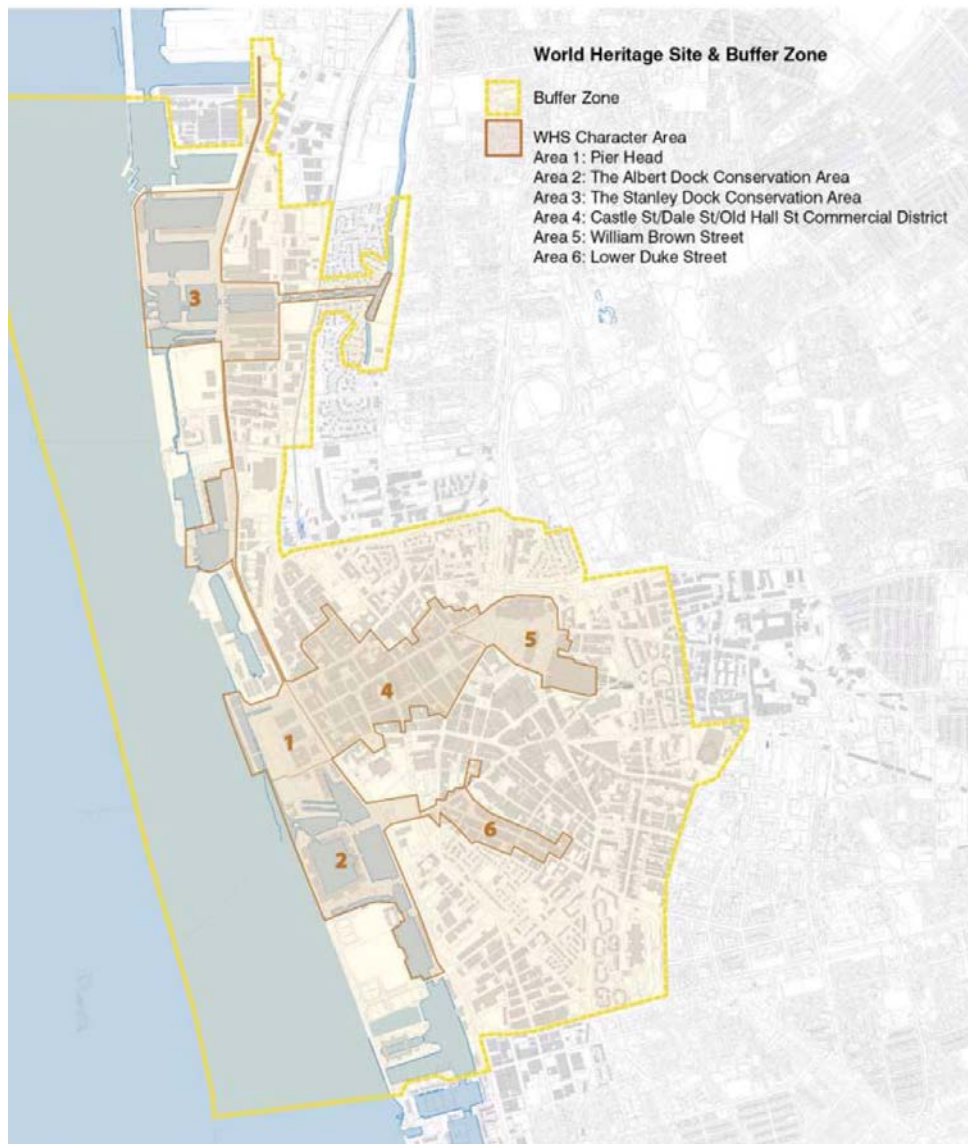 World Heritage Site & Buffer Zone
Buffer Zone
WHS Character Area
Area 1: Pier Head
Area 2: The Albert Dock Conservation Area
Area 3: The Stanley Dock Conservation Area
Area 4: Castle St/Dale St/Old Hall St Commercial District
Area 5: William Brown Street
Area 6: Lower Duke Street
3
5
4
1
6
2